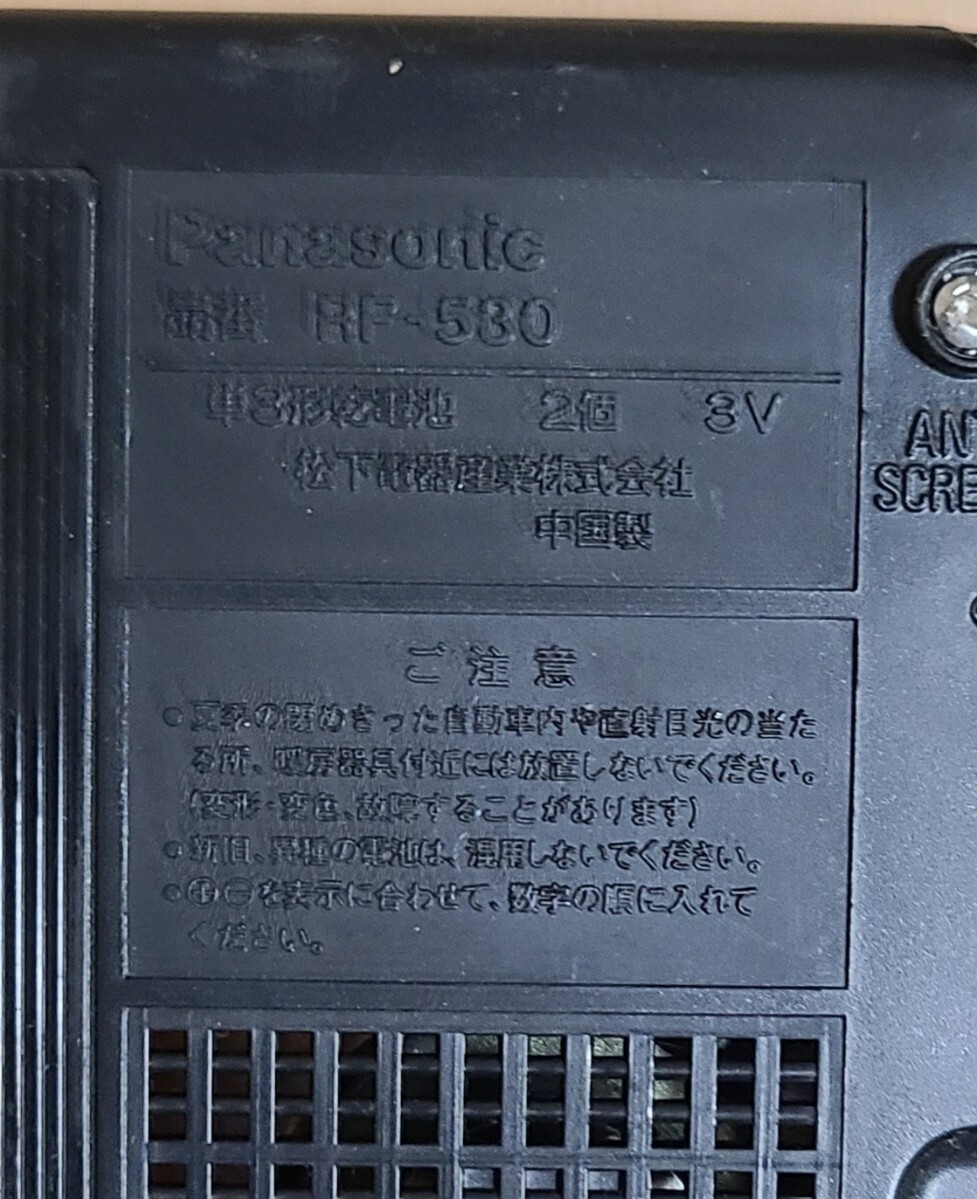 Panasonic
品番 RF-530
単3形乾電池 2個 3V
松下電器産業株式会社
中国製
AN
SCRE
ご注意
●夏季の閉めきった自動車内や直射日光の当た
る所、暖房器具付近には放置しないでください。
(変形・変色、故障することがあります)
●新旧、異種の電池は、混用しないでください。
●⊕⊖を表示に合わせて、数字の順に入れて
ください。